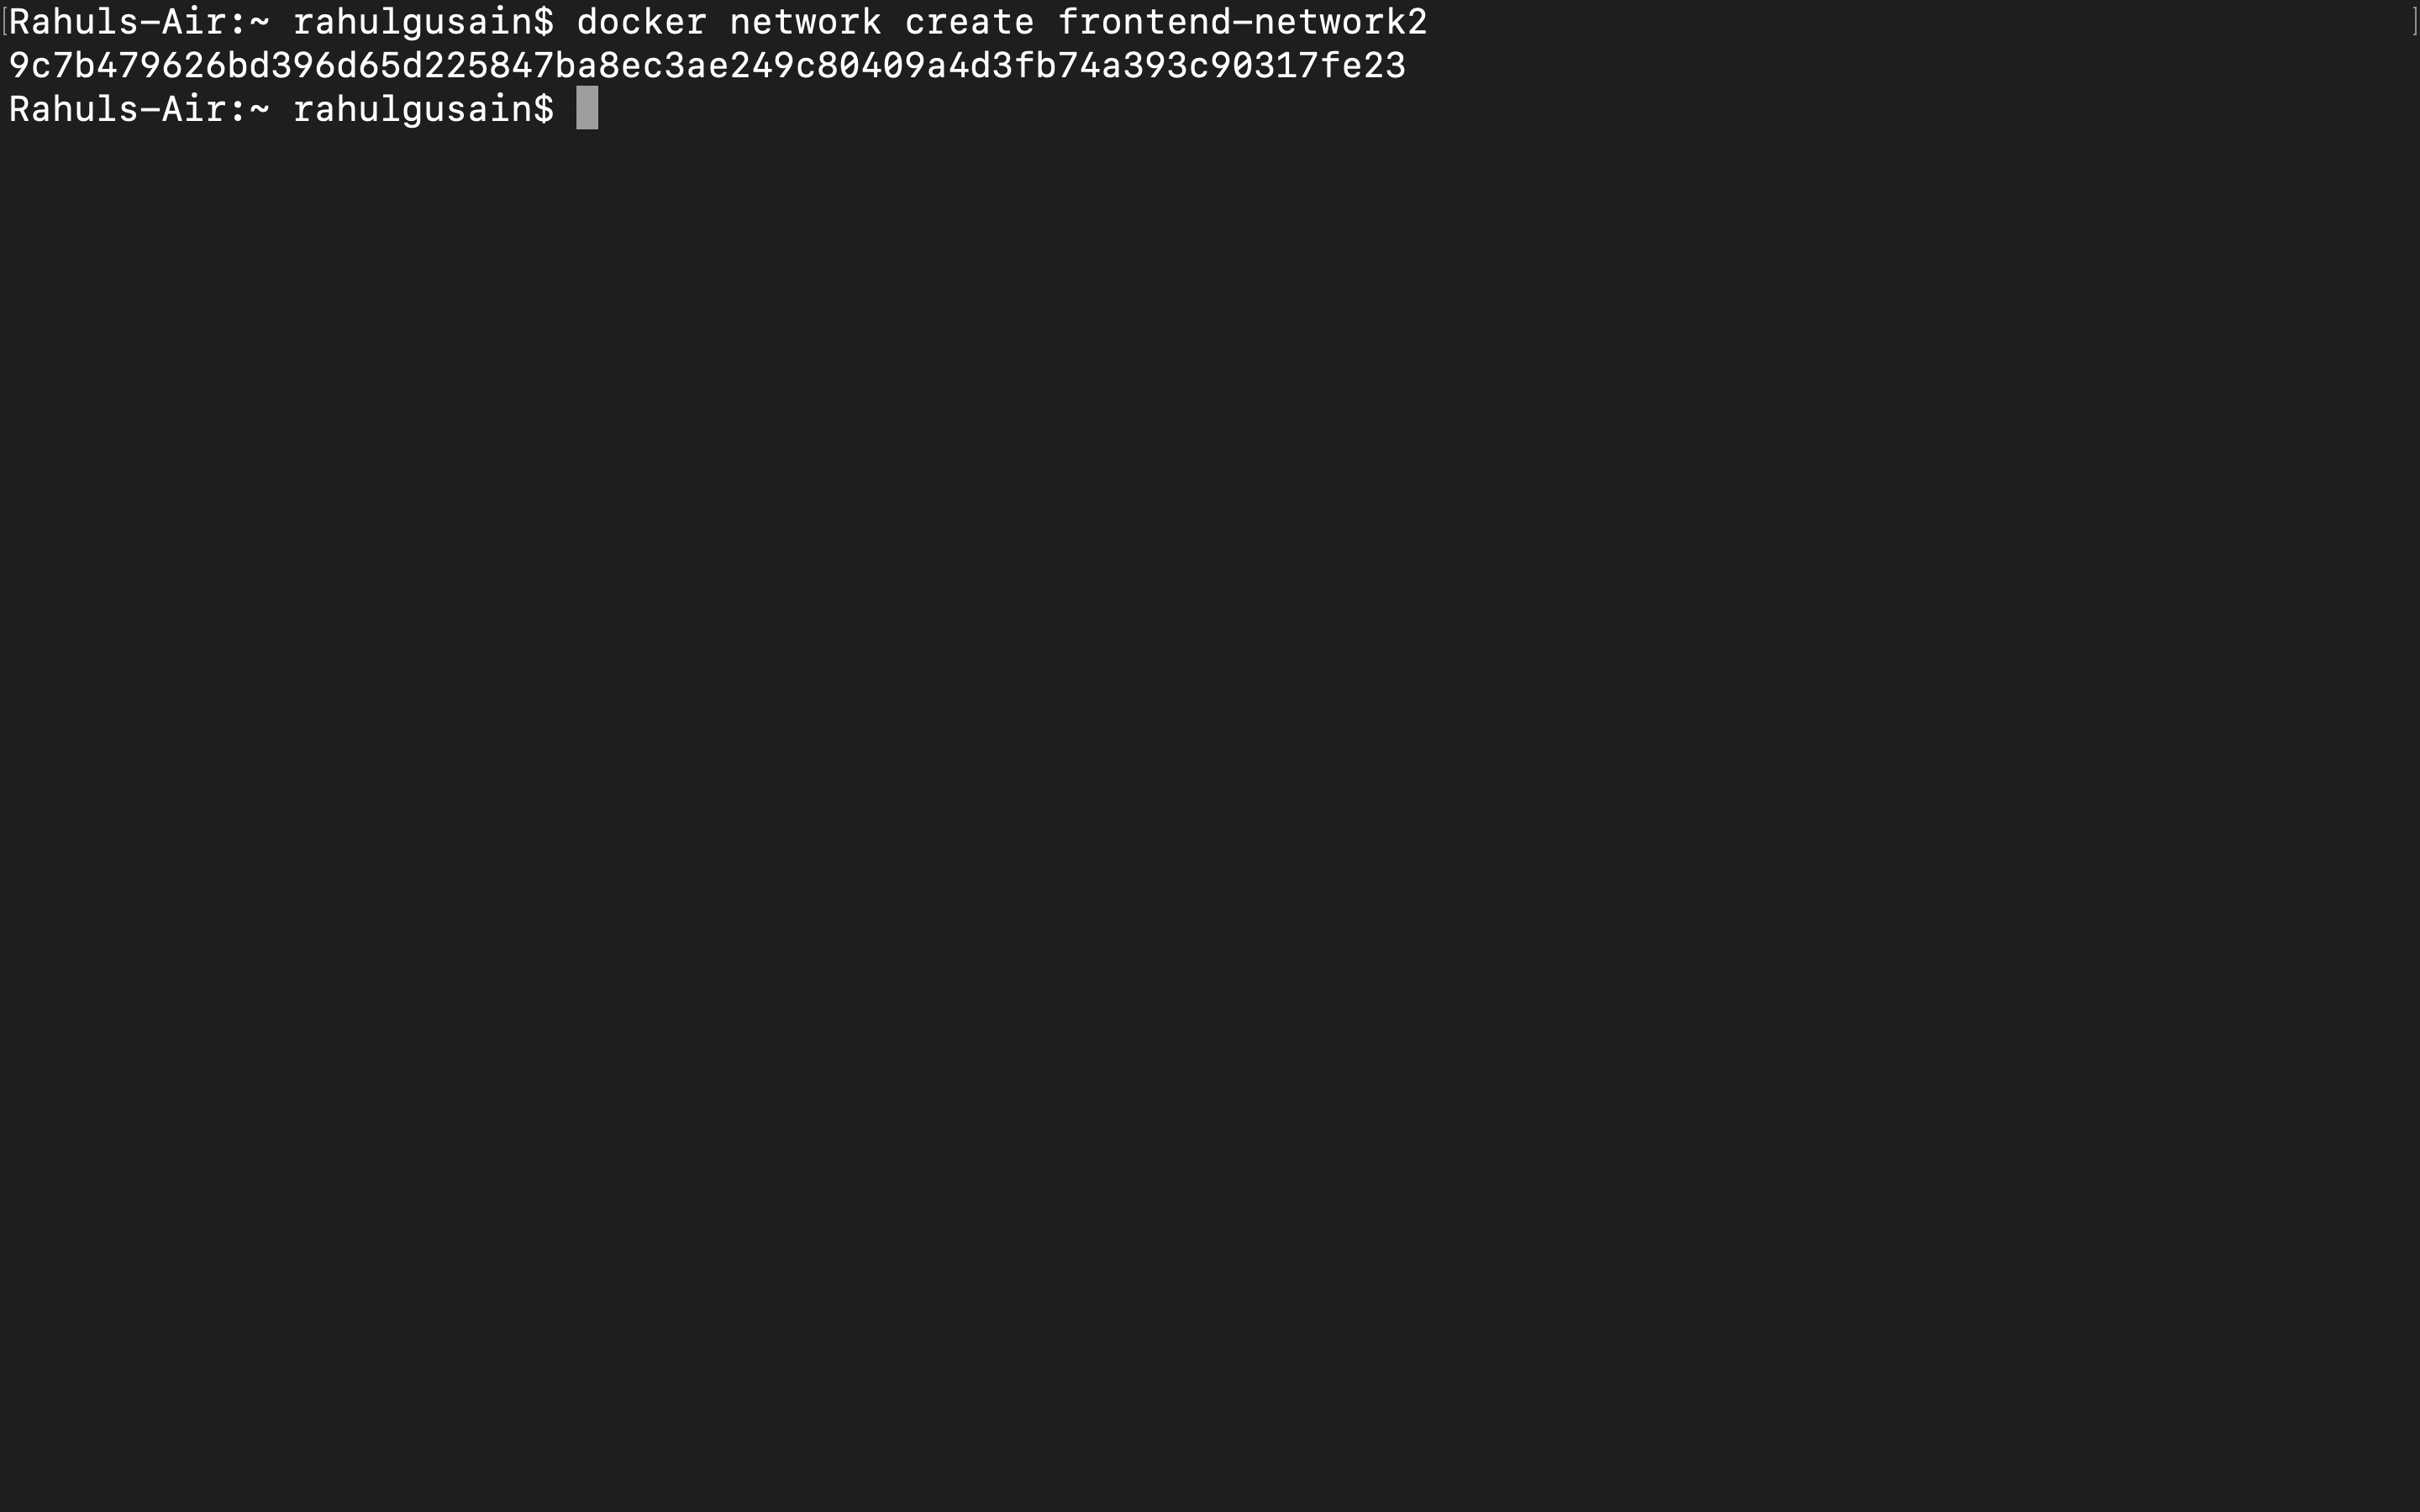 [Rahuls-Air:~ rahulgusain$ docker network create frontend-network2 ]
9c7b479626bd396d65d225847ba8ec3ae249c80409a4d3fb74a393c90317fe23
Rahuls-Air:~ rahulgusain$